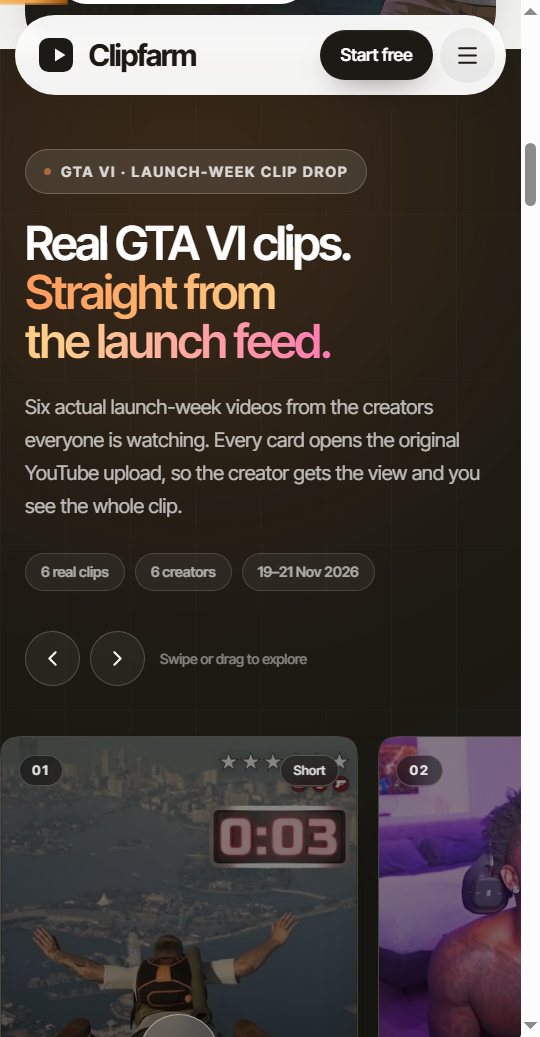 Clipfarm
Start free
GTA VI · LAUNCH-WEEK CLIP DROP
Real GTA VI clips.
Straight from
the launch feed.
Six actual launch-week videos from the creators
everyone is watching. Every card opens the original
YouTube upload, so the creator gets the view and you
see the whole clip.
6 real clips
6 creators
19–21 Nov 2026
Swipe or drag to explore
01
Short
02
0:03